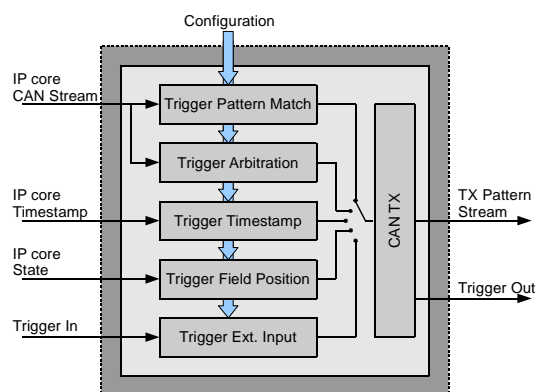 Configuration
IP core
CAN Stream
Trigger Pattern Match
Trigger Arbitration
IP core
Timestamp
Trigger Timestamp
CAN TX
TX Pattern
Stream
IP core
State
Trigger Field Position
Trigger Out
Trigger In
Trigger Ext. Input